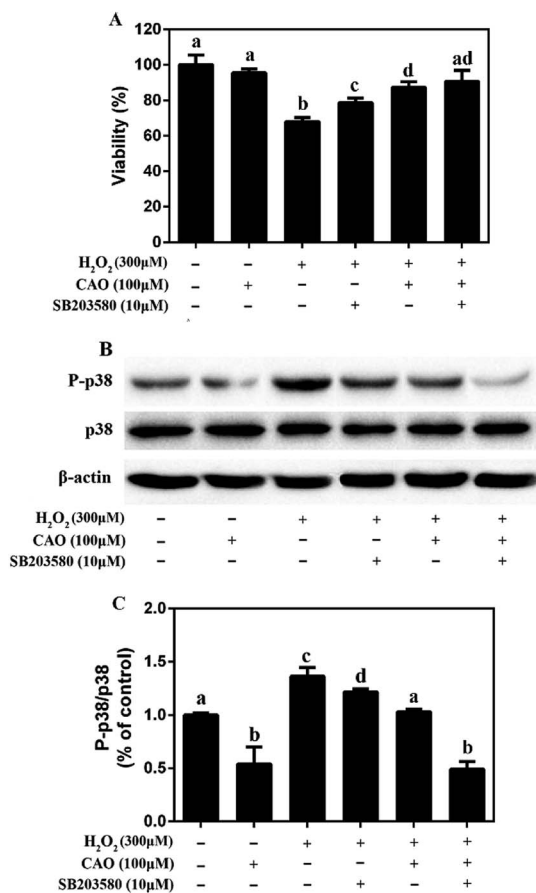 A
120
a
a
ad
100
d
c
80
b
60
40
20
0
Viability (%)
H₂O₂ (300μM) – – + + + +
CAO (100μM) – + – – + +
SB203580 (10μM) – – – + – +
B
P-p38
p38
β-actin
H₂O₂ (300μM) – – + + + +
CAO (100μM) – + – – + +
SB203580 (10μM) – – – + – +
C
2.0
1.5
c
d
a
a
1.0
b
b
0.5
0.0
P-p38/p38
(% of control)
H₂O₂ (300μM) – – + + + +
CAO (100μM) – + – – + +
SB203580 (10μM) – – – + – +